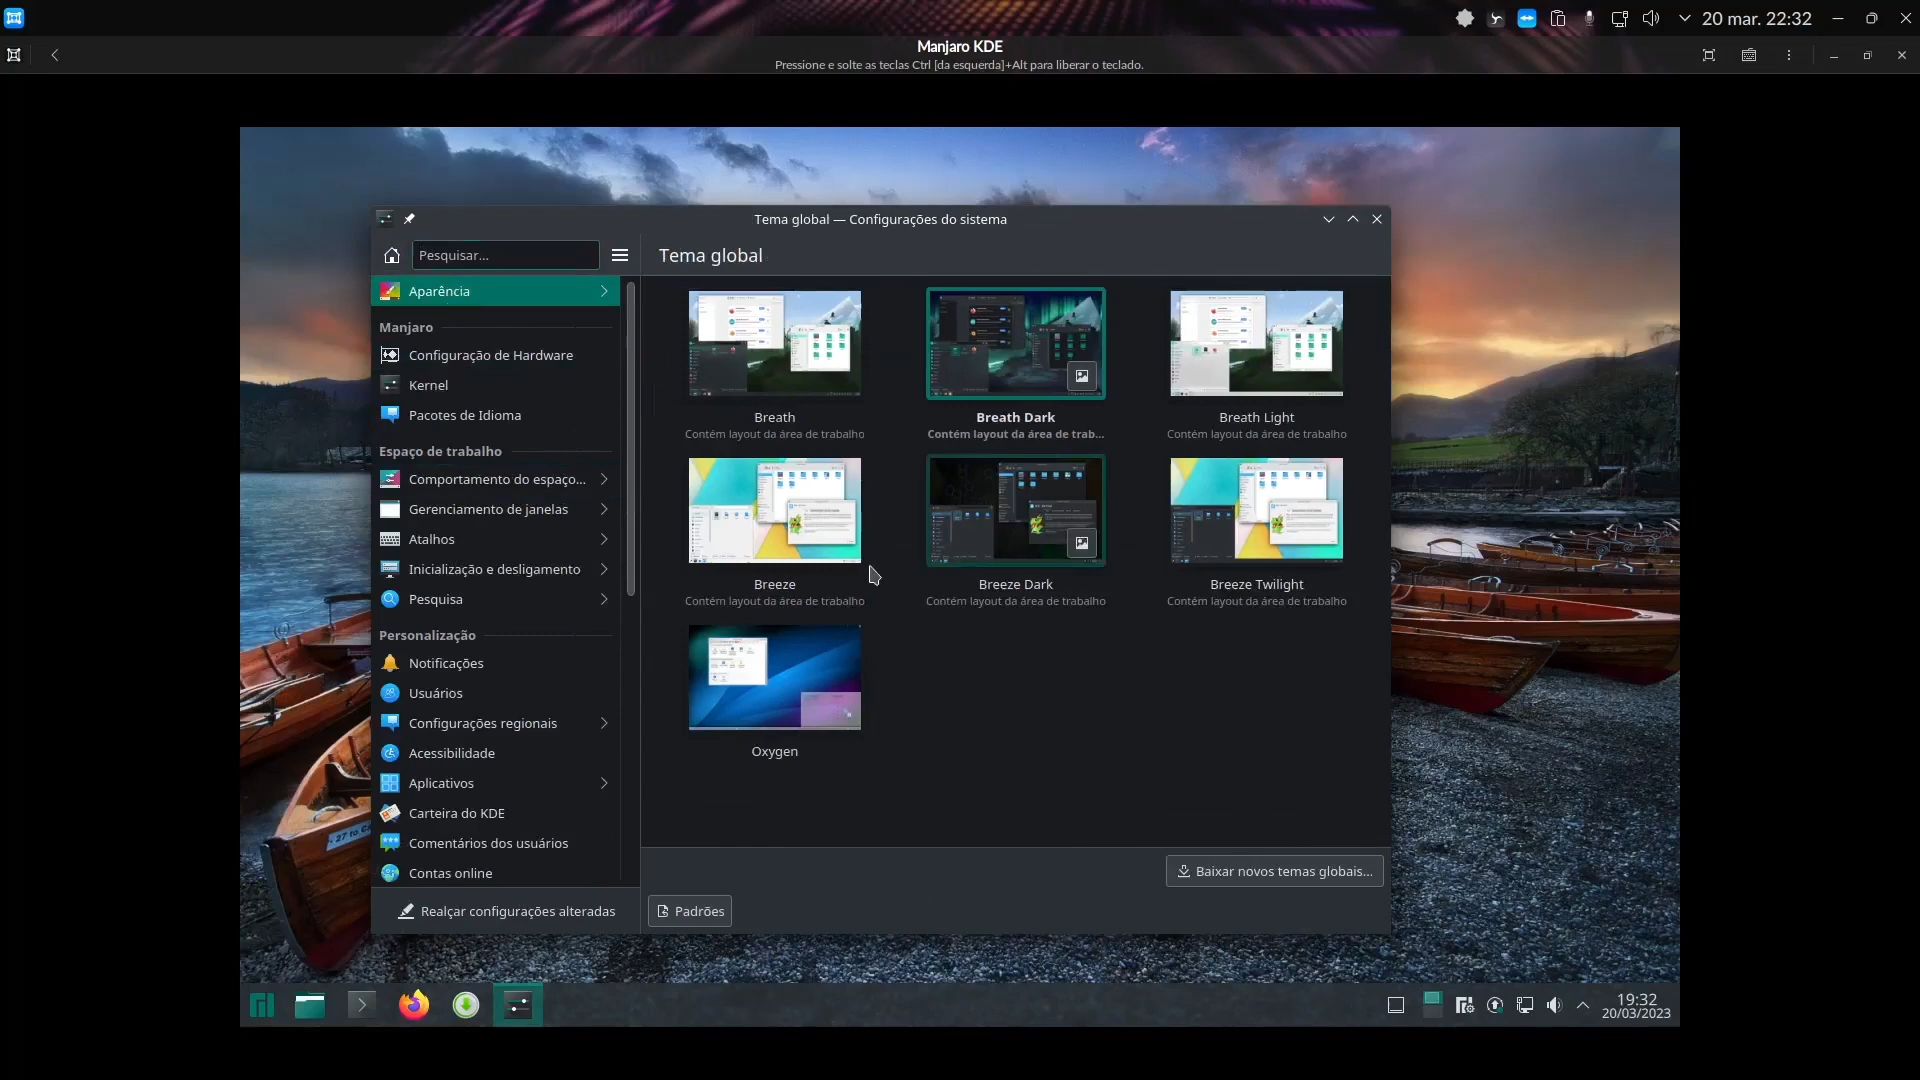 20 mar. 22:32
Manjaro KDE
Pressione e solte as teclas Ctrl [da esquerda]+Alt para liberar o teclado.
Tema global — Configurações do sistema
Pesquisar...
Tema global
Aparência
Manjaro
Configuração de Hardware
Kernel
Pacotes de Idioma
Espaço de trabalho
Comportamento do espaço...
Gerenciamento de janelas
Atalhos
Inicialização e desligamento
Pesquisa
Personalização
Notificações
Usuários
Configurações regionais
Acessibilidade
Aplicativos
Carteira do KDE
Comentários dos usuários
Contas online
Realçar configurações alteradas
Breath
Contém layout da área de trabalho
Breath Dark
Contém layout da área de trab...
Breath Light
Contém layout da área de trabalho
Breeze
Contém layout da área de trabalho
Breeze Dark
Contém layout da área de trabalho
Breeze Twilight
Contém layout da área de trabalho
Oxygen
Baixar novos temas globais...
Padrões
19:32
20/03/2023